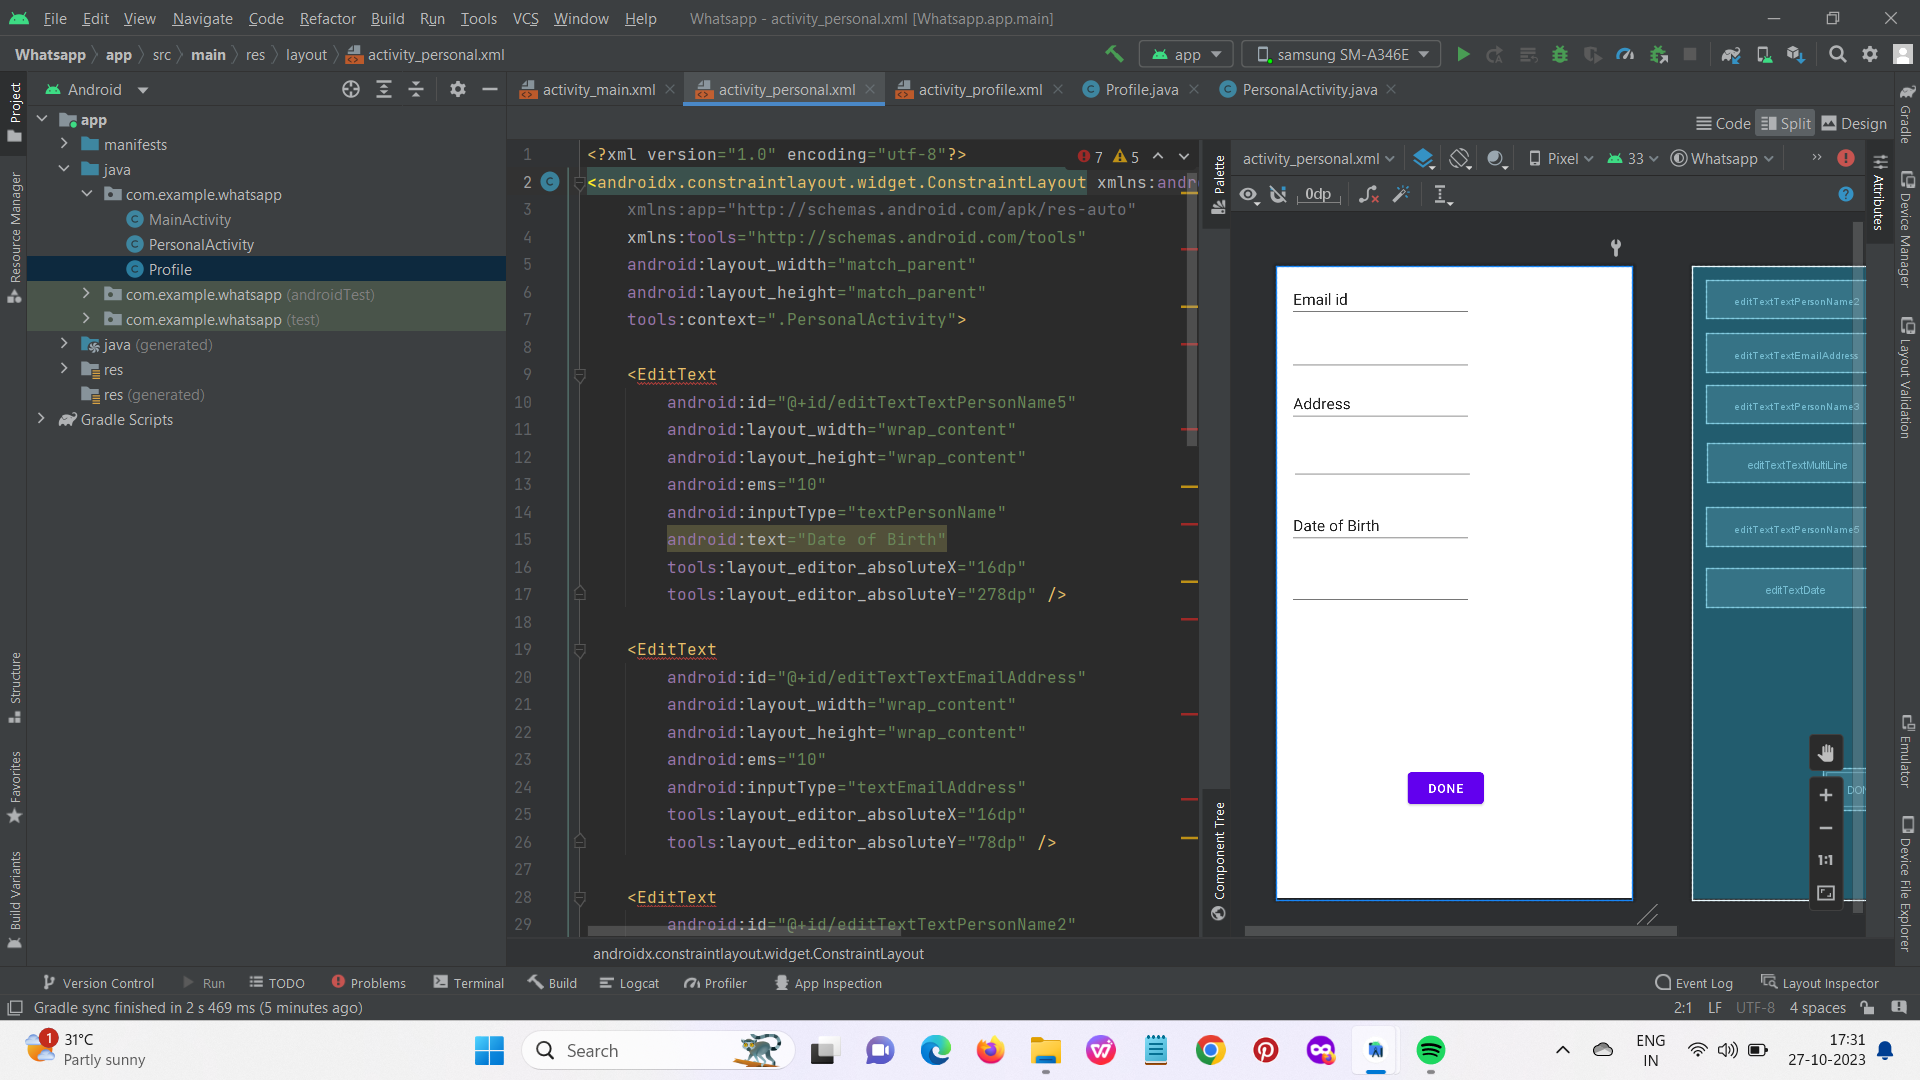 File Edit View Navigate Code Refactor Build Run Tools VCS Window Help Whatsapp - activity_personal.xml [Whatsapp.app.main]
Whatsapp app src main res layout activity_personal.xml
app samsung SM-A346E
Project
Android
activity_main.xml activity_personal.xml activity_profile.xml Profile.java PersonalActivity.java
Code Split Design
app
manifests
java
com.example.whatsapp
MainActivity
PersonalActivity
Profile
com.example.whatsapp (androidTest)
com.example.whatsapp (test)
java (generated)
res
res (generated)
Gradle Scripts
Resource Manager
Structure
Favorites
Build Variants
7 5
1 <?xml version="1.0" encoding="utf-8"?>
2 <androidx.constraintlayout.widget.ConstraintLayout xmlns:andr
3 xmlns:app="http://schemas.android.com/apk/res-auto"
4 xmlns:tools="http://schemas.android.com/tools"
5 android:layout_width="match_parent"
6 android:layout_height="match_parent"
7 tools:context=".PersonalActivity">
8
9 <EditText
10 android:id="@+id/editTextTextPersonName5"
11 android:layout_width="wrap_content"
12 android:layout_height="wrap_content"
13 android:ems="10"
14 android:inputType="textPersonName"
15 android:text="Date of Birth"
16 tools:layout_editor_absoluteX="16dp"
17 tools:layout_editor_absoluteY="278dp" />
18
19 <EditText
20 android:id="@+id/editTextTextEmailAddress"
21 android:layout_width="wrap_content"
22 android:layout_height="wrap_content"
23 android:ems="10"
24 android:inputType="textEmailAddress"
25 tools:layout_editor_absoluteX="16dp"
26 tools:layout_editor_absoluteY="78dp" />
27
28 <EditText
29 android:id="@+id/editTextTextPersonName2"
androidx.constraintlayout.widget.ConstraintLayout
Palette
Component Tree
activity_personal.xml Pixel 33 Whatsapp
0dp
Email id
Address
Date of Birth
DONE
editTextTextPersonName2
editTextTextEmailAddress
editTextTextPersonName3
editTextTextMultiLine
editTextTextPersonName5
editTextDate
DON
1:1
Attributes
Gradle
Device Manager
Layout Validation
Emulator
Device File Explorer
Version Control Run TODO Problems Terminal Build Logcat Profiler App Inspection Event Log Layout Inspector
Gradle sync finished in 2 s 469 ms (5 minutes ago) 2:1 LF UTF-8 4 spaces
1
31°C
Partly sunny
Search
ENG
IN
17:31
27-10-2023